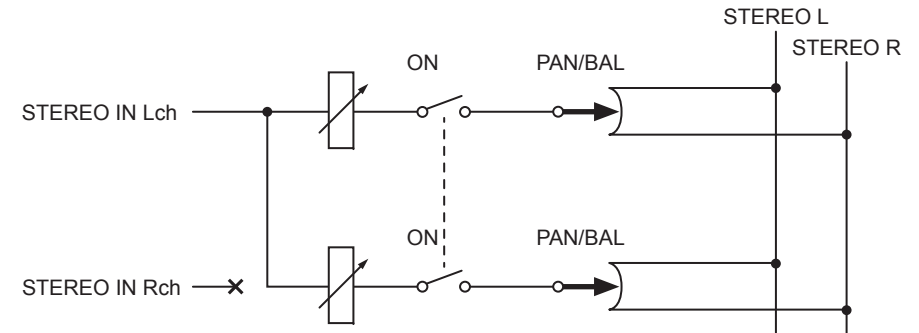 STEREO L
STEREO R
ON
PAN/BAL
STEREO IN Lch
ON
PAN/BAL
STEREO IN Rch